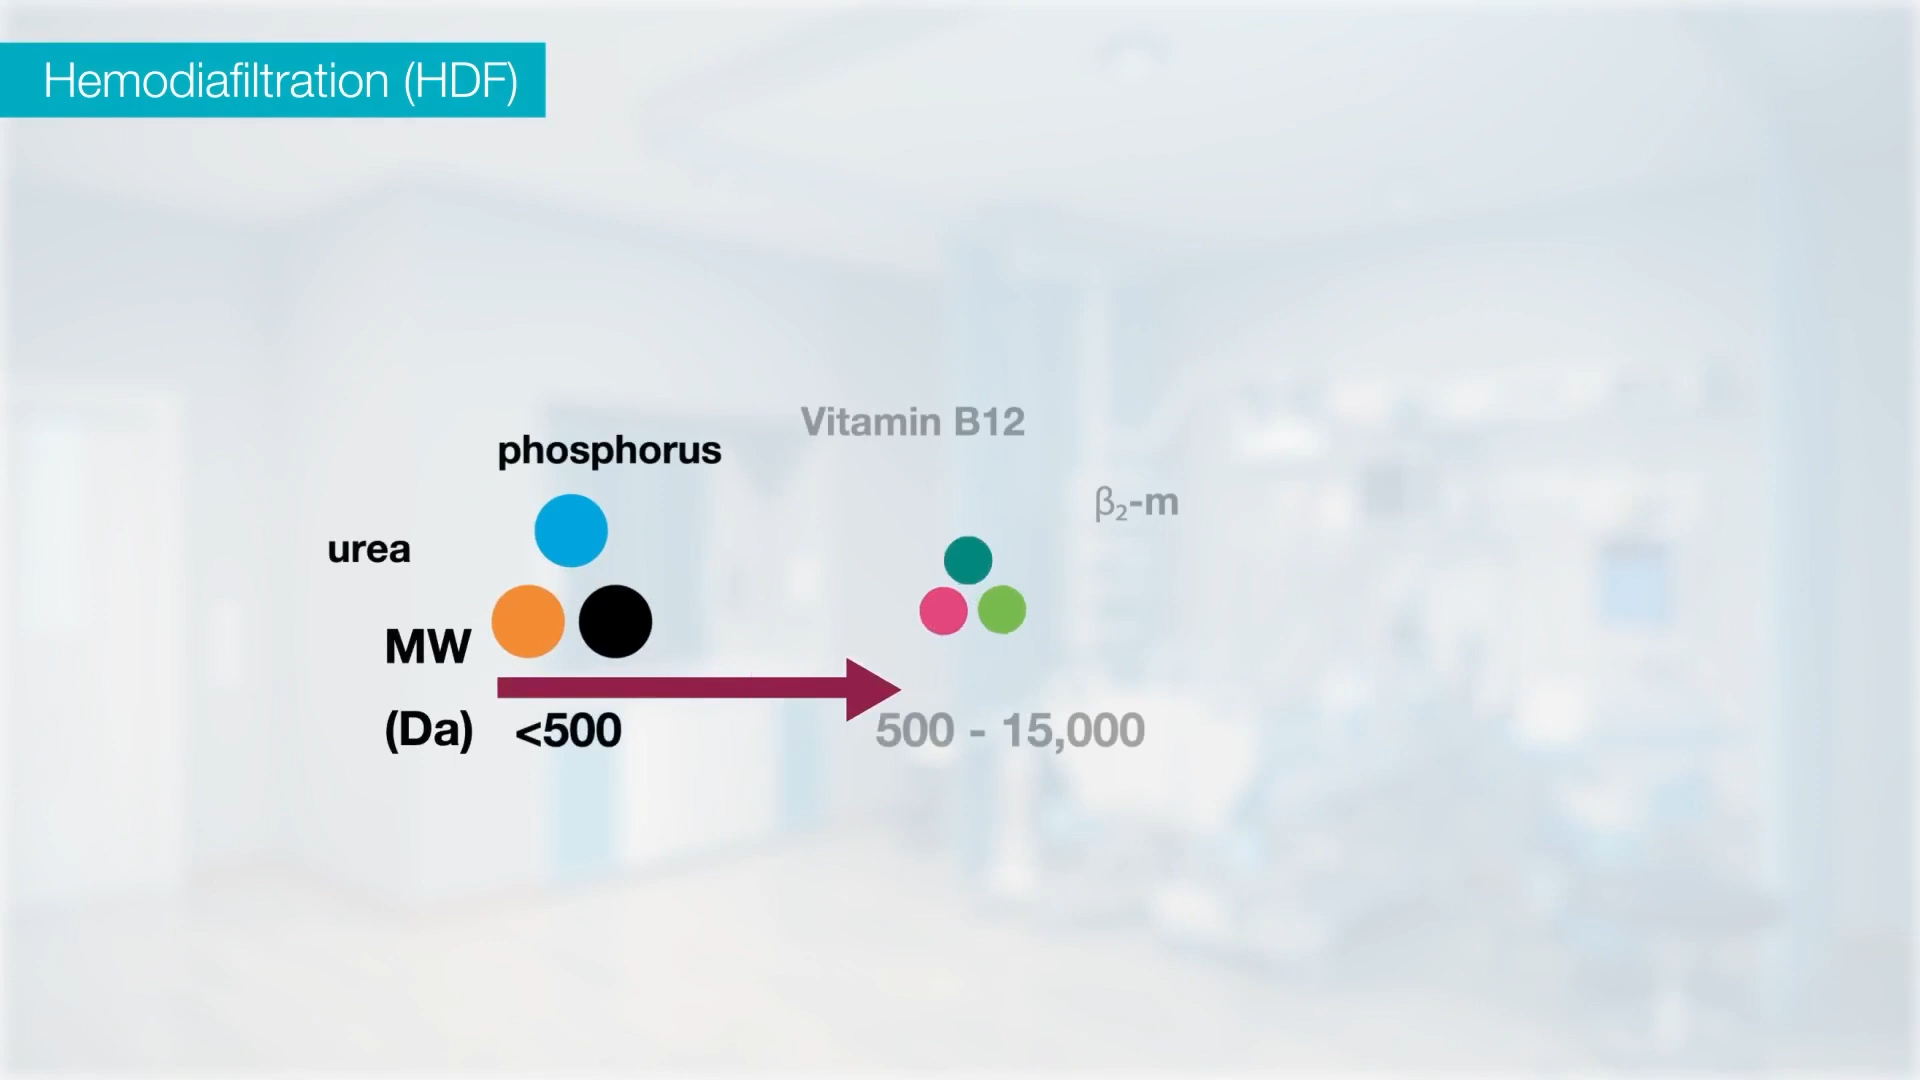 Hemodiafiltration (HDF)
Vitamin B12
phosphorus
β₂-m
urea
MW
(Da) <500 500 - 15,000